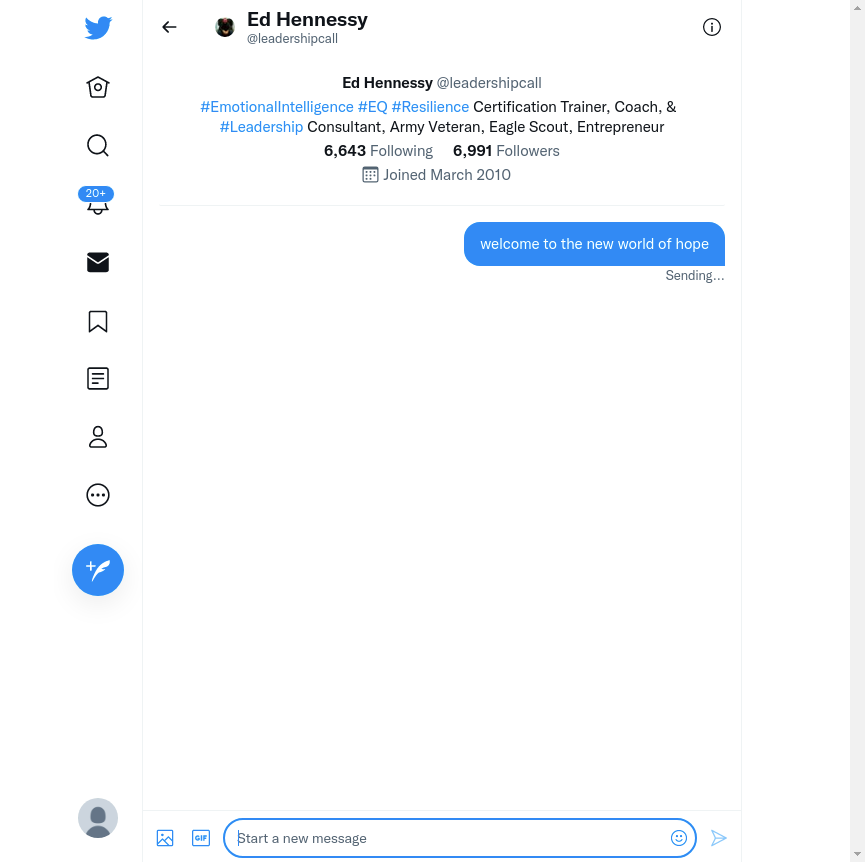 Ed Hennessy
@leadershipcall
Ed Hennessy @leadershipcall
#EmotionalIntelligence #EQ #Resilience Certification Trainer, Coach, &
#Leadership Consultant, Army Veteran, Eagle Scout, Entrepreneur
6,643 Following 6,991 Followers
Joined March 2010
20+
welcome to the new world of hope
Sending...
GIF
Start a new message